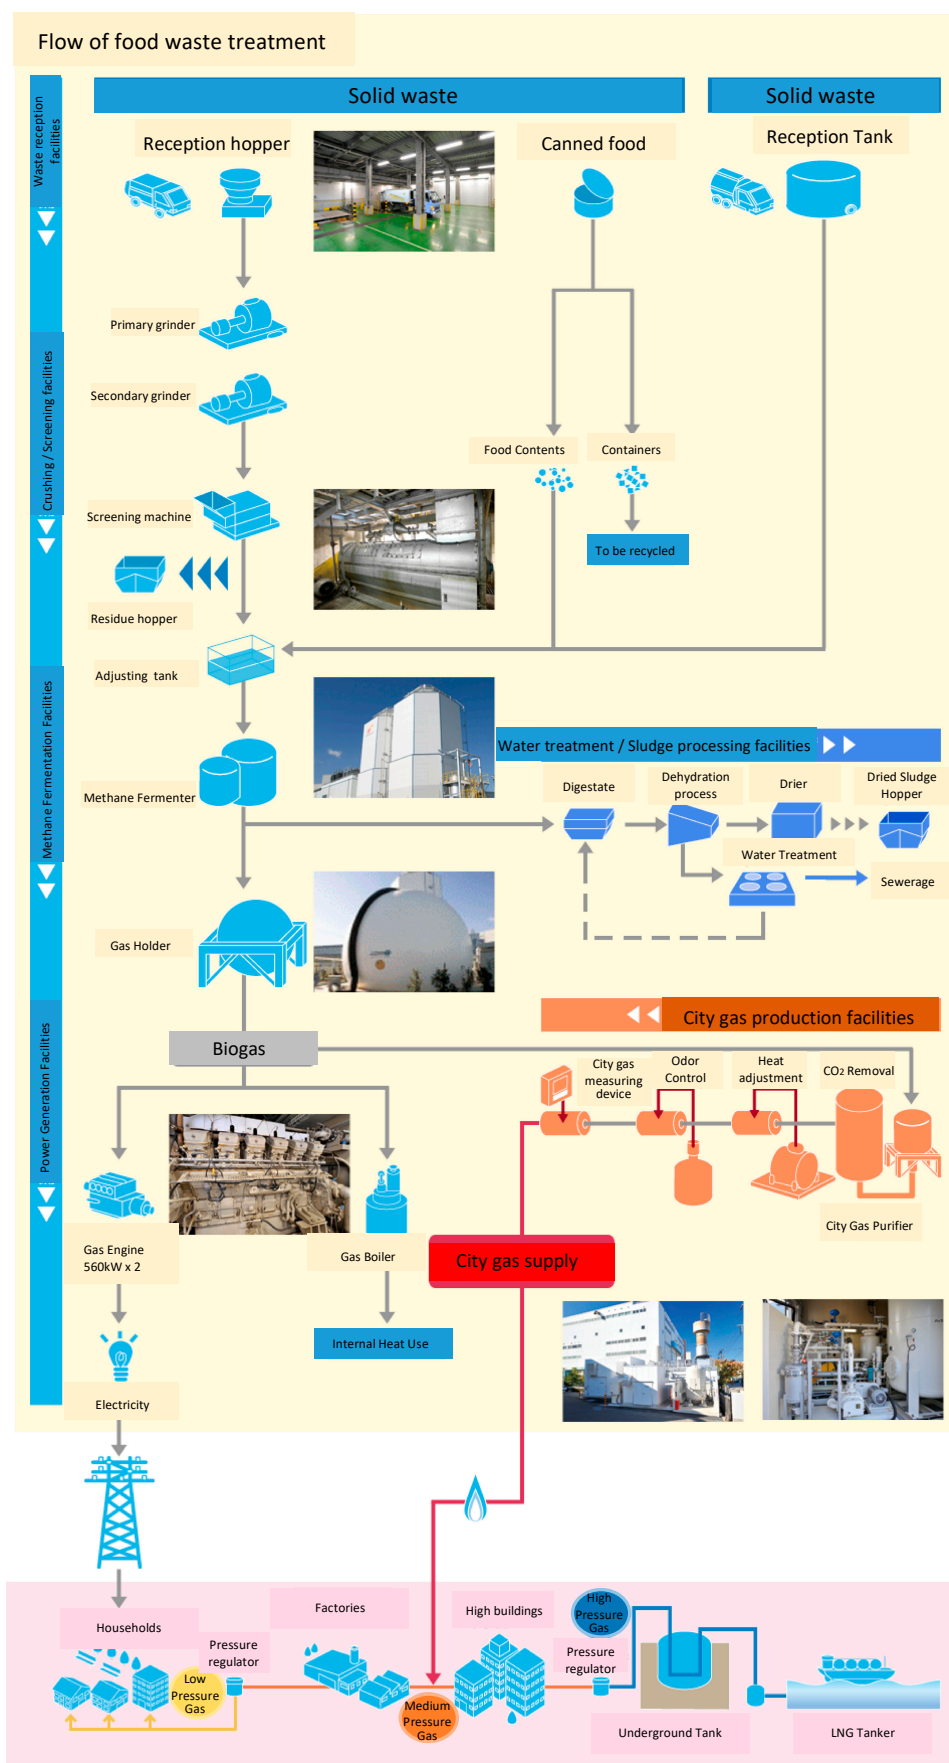 Flow of food waste treatment
Solid waste
Solid waste
Waste reception
facilities
Reception hopper
Canned food
Reception Tank
Primary grinder
Crushing / Screening facilities
Secondary grinder
Food Contents
Containers
Screening machine
To be recycled
Residue hopper
Adjusting tank
Methane Fermentation Facilities
Water treatment / Sludge processing facilities
Methane Fermenter
Digestate
Dehydration
process
Drier
Dried Sludge
Hopper
Water Treatment
Sewerage
Gas Holder
Power Generation Facilities
City gas production facilities
Biogas
City gas
measuring
device
Odor
Control
Heat
adjustment
CO₂ Removal
City Gas Purifier
Gas Engine
560kW x 2
Gas Boiler
City gas supply
Internal Heat Use
Electricity
Households
Pressure
regulator
Low
Pressure
Gas
Factories
Medium
Pressure
Gas
High buildings
High
Pressure
Gas
Pressure
regulator
Underground Tank
LNG Tanker